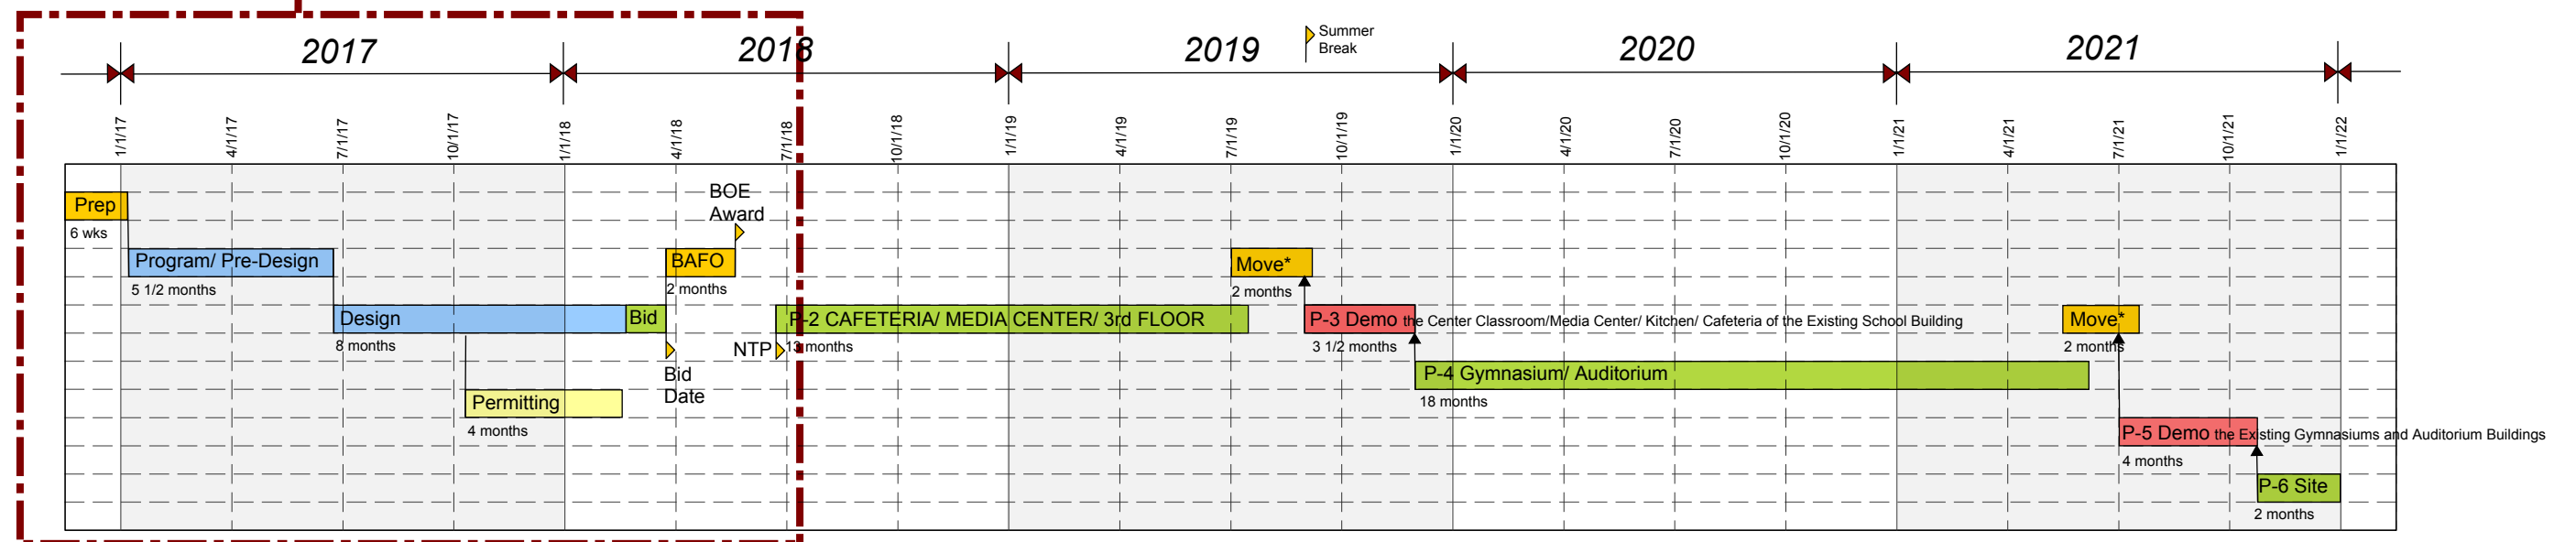 2017
2018
2019
2020
2021
Summer
Break
1/1/17
4/1/17
7/1/17
10/1/17
1/1/18
4/1/18
7/1/18
10/1/18
1/1/19
4/1/19
7/1/19
10/1/19
1/1/20
4/1/20
7/1/20
10/1/20
1/1/21
4/1/21
7/1/21
10/1/21
1/1/22
Prep
6 wks
BOE
Award
Program/ Pre-Design
5 1/2 months
BAFO
2 months
Move*
2 months
Design
8 months
Bid
P-2 CAFETERIA/ MEDIA CENTER/ 3rd FLOOR
13 months
P-3 Demo the Center Classroom/Media Center/ Kitchen/ Cafeteria of the Existing School Building
3 1/2 months
Move*
2 months
NTP
Bid
Date
P-4 Gymnasium/ Auditorium
18 months
Permitting
4 months
P-5 Demo the Existing Gymnasiums and Auditorium Buildings
4 months
P-6 Site
2 months